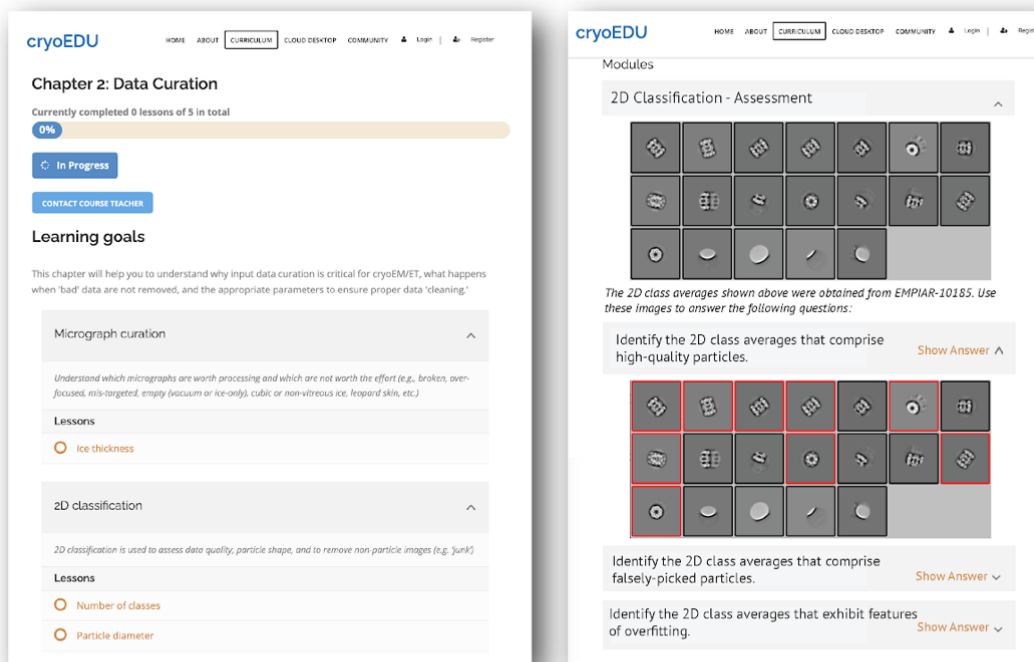 cryoEDU
HOME ABOUT CURRICULUM CLOUD DESKTOP COMMUNITY Login | Register
Chapter 2: Data Curation
Currently completed 0 lessons of 5 in total
0%
In Progress
CONTACT COURSE TEACHER
Learning goals
This chapter will help you to understand why input data curation is critical for cryoEM/ET, what happens
when 'bad' data are not removed, and the appropriate parameters to ensure proper data 'cleaning.'
Micrograph curation
Understand which micrographs are worth processing and which are not worth the effort (e.g., broken, over-
focused, mis-targeted, empty (vacuum or ice-only), cubic or non-vitreous ice, leopard skin, etc.)
Lessons
Ice thickness
2D classification
2D classification is used to assess data quality, particle shape, and to remove non-particle images (e.g. 'junk')
Lessons
Number of classes
Particle diameter
cryoEDU
HOME ABOUT CURRICULUM CLOUD DESKTOP COMMUNITY Login | Regist
Modules
2D Classification - Assessment
The 2D class averages shown above were obtained from EMPIAR-10185. Use
these images to answer the following questions:
Identify the 2D class averages that comprise
high-quality particles.
Show Answer
Identify the 2D class averages that comprise
falsely-picked particles.
Show Answer
Identify the 2D class averages that exhibit features
of overfitting.
Show Answer